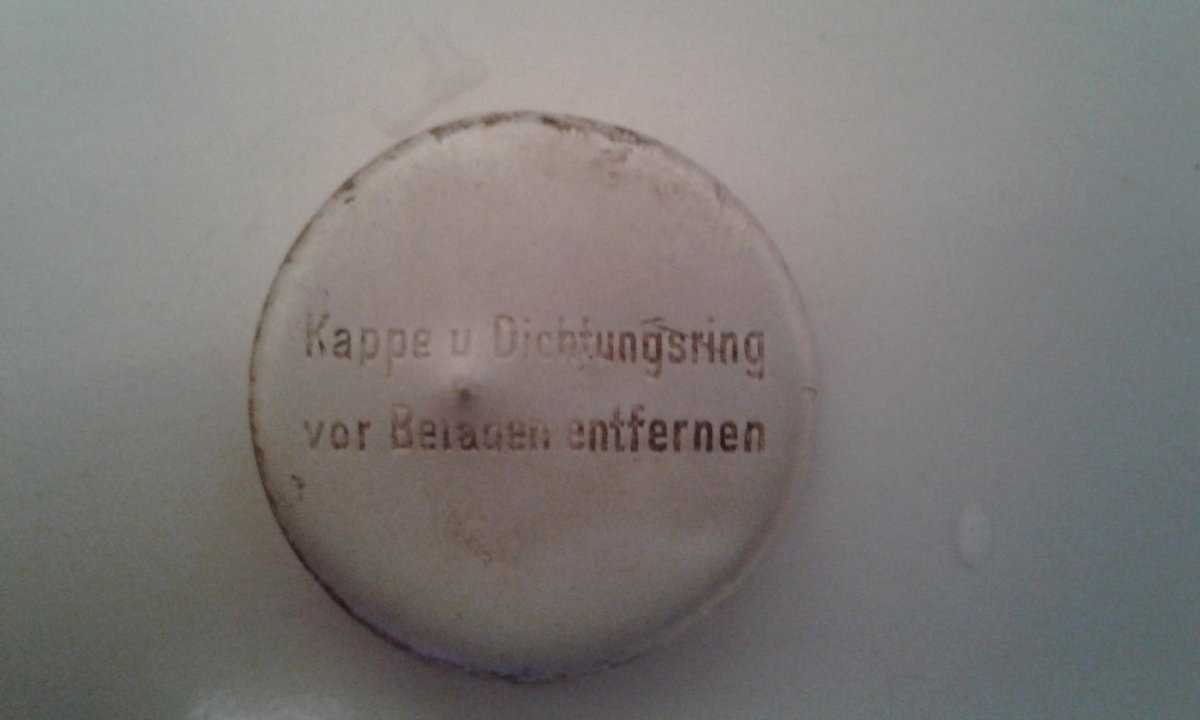 Kappe u Dichtungsring
vor Beladen entfernen